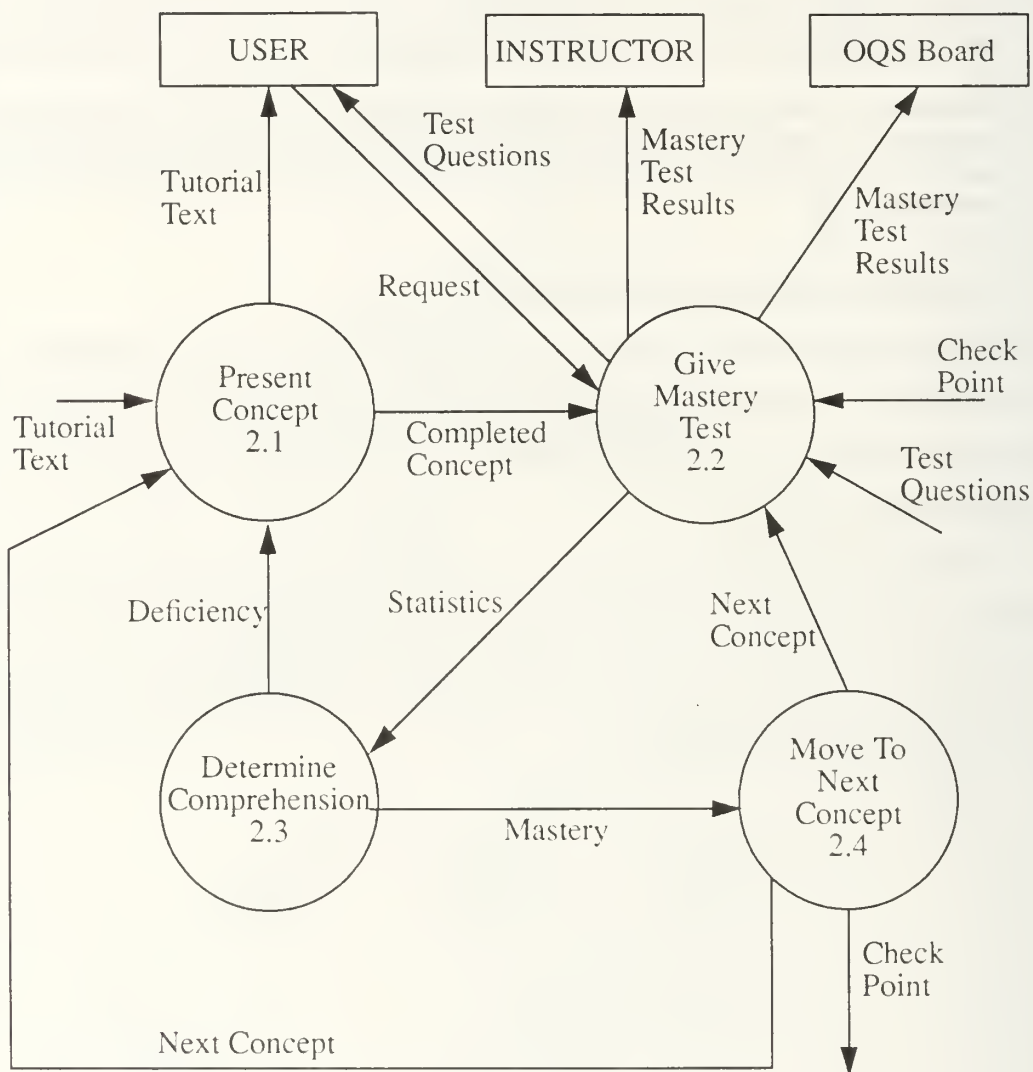 USER
INSTRUCTOR
OQS Board
Test
Questions
Mastery
Test
Results
Tutorial
Text
Mastery
Test
Results
Request
Present
Concept
2.1
Give
Mastery
Test
2.2
Check
Point
Tutorial
Text
Completed
Concept
Test
Questions
Deficiency
Statistics
Next
Concept
Determine
Comprehension
2.3
Move To
Next
Concept
2.4
Mastery
Check
Point
Next Concept